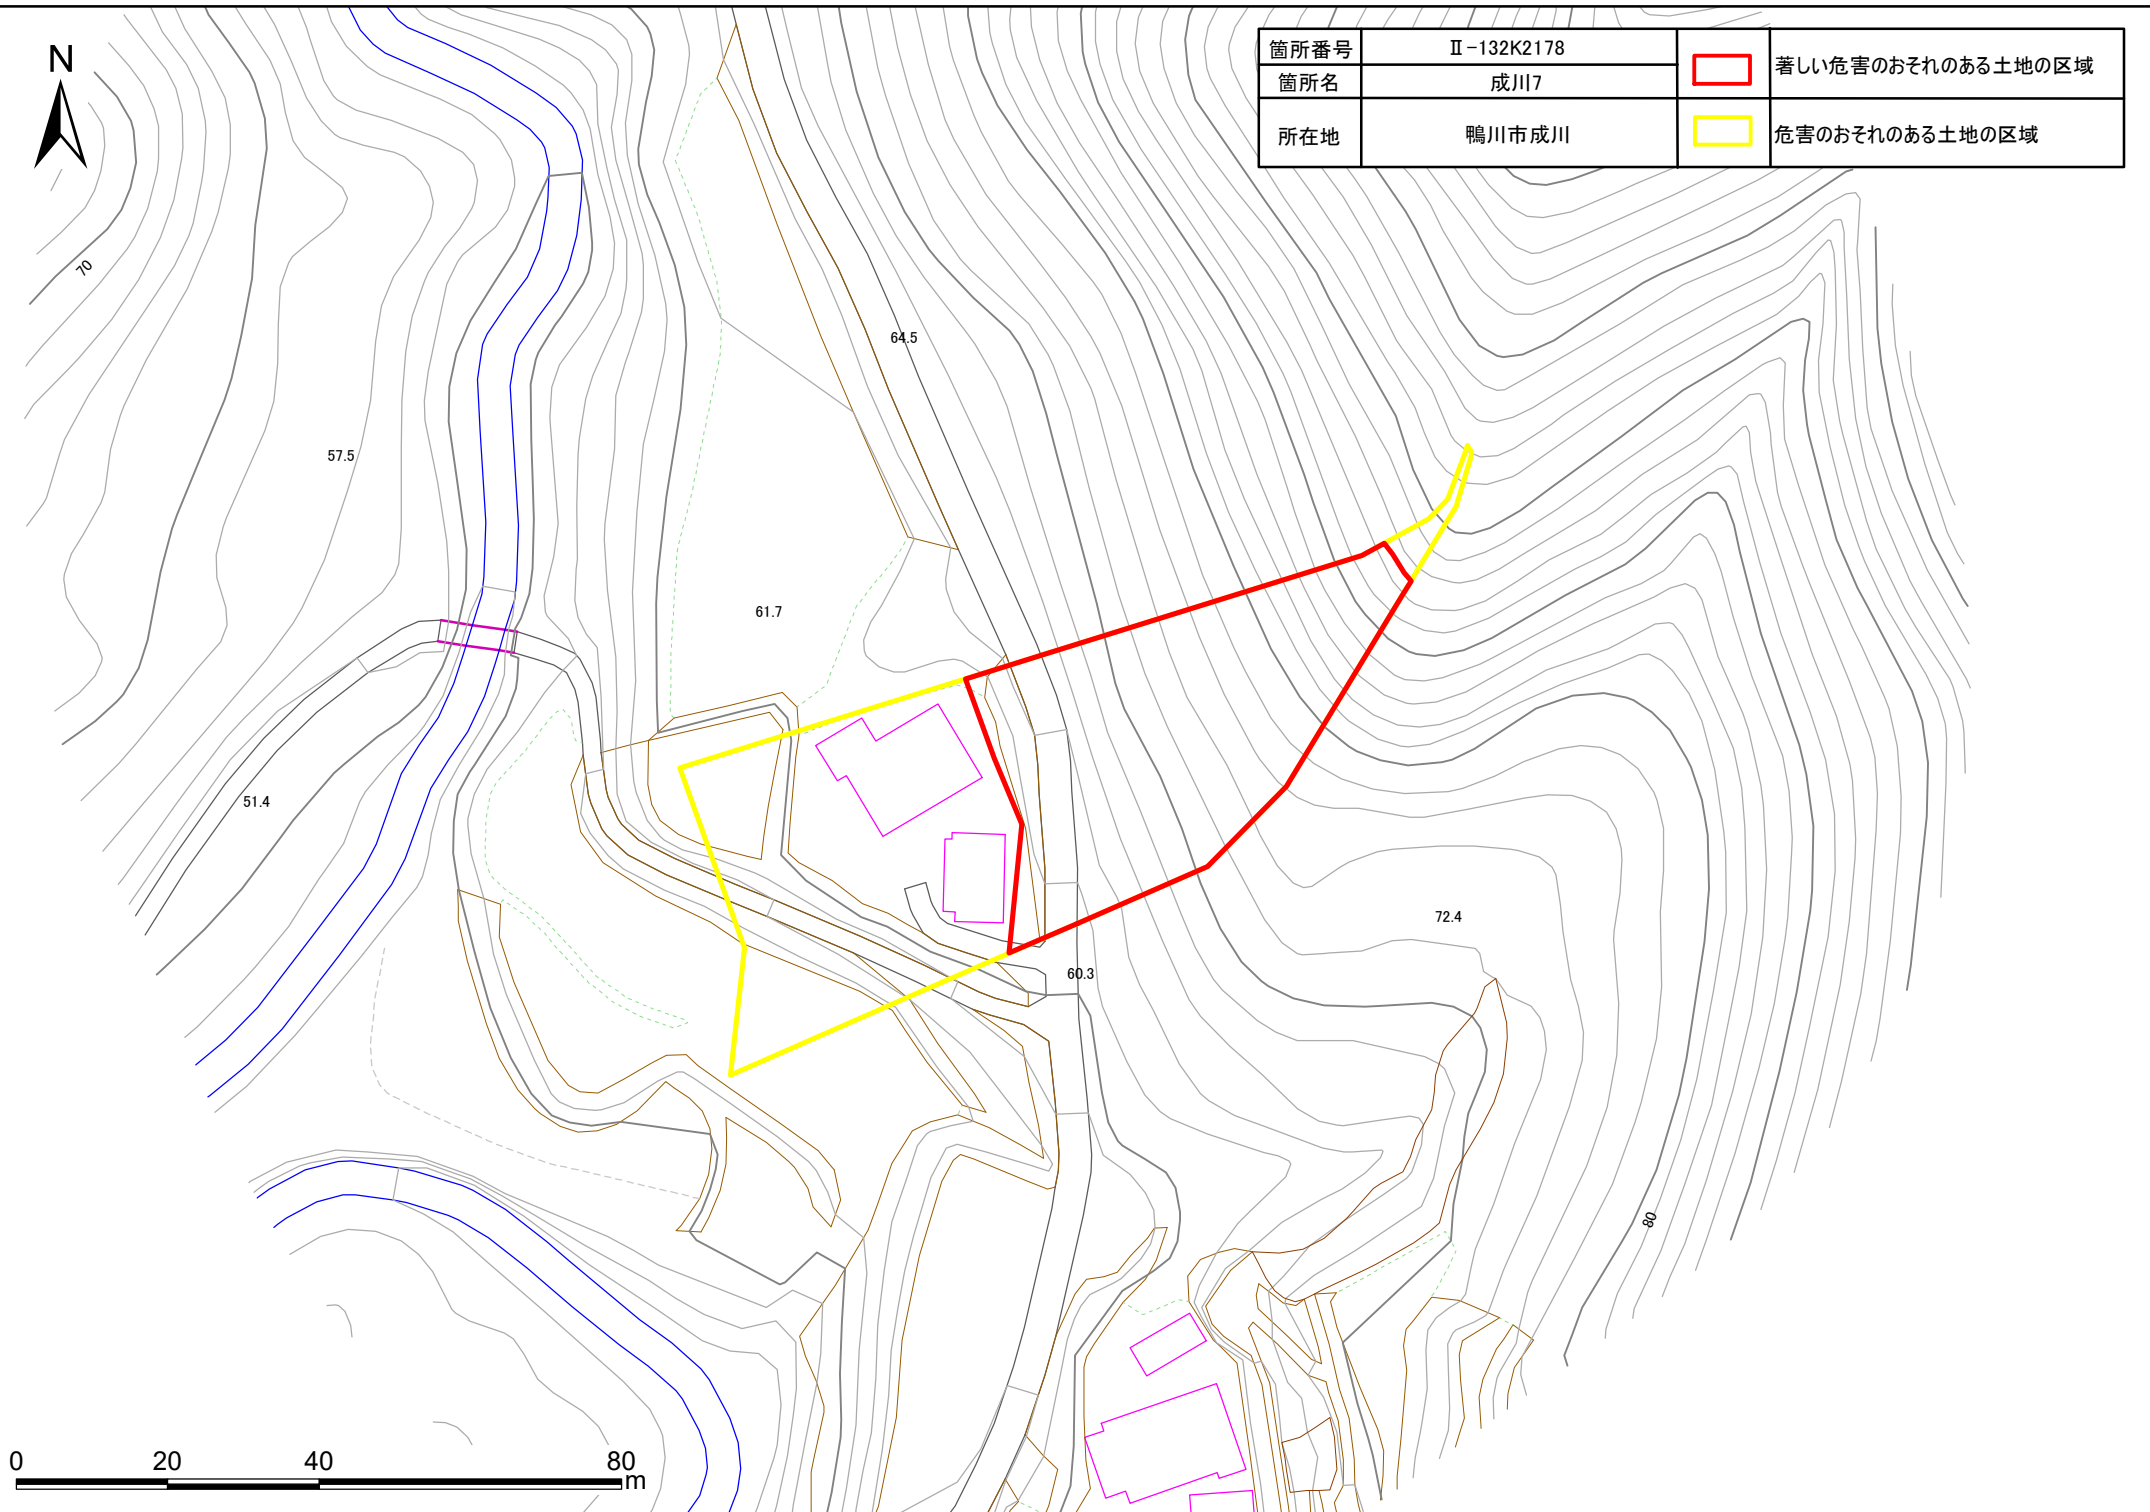 N
箇所番号 Ⅱ-132K2178
箇所名 成川7
所在地 鴨川市成川
著しい危害のおそれのある土地の区域
危害のおそれのある土地の区域
70
64.5
57.5
61.7
51.4
72.4
60.3
80
0 20 40 80
m